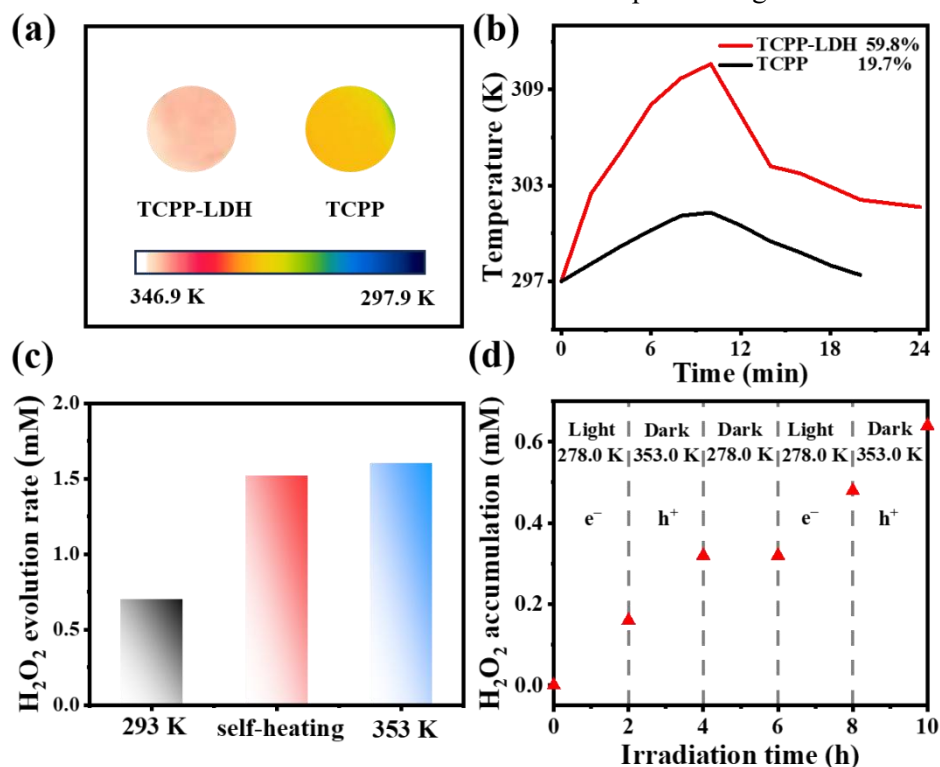 (a)
TCPP-LDH TCPP
346.9 K 297.9 K
(b)
TCPP-LDH 59.8%
TCPP 19.7%
Temperature (K)
309
303
297
0 6 12 18 24
Time (min)
(c)
H₂O₂ evolution rate (mM)
2.0
1.5
1.0
0.5
0.0
293 K self-heating 353 K
(d)
H₂O₂ accumulation (mM)
0.6
0.4
0.2
0.0
Light Dark Dark Light Dark
278.0 K 353.0 K 278.0 K 278.0 K 353.0 K
e⁻ h⁺ e⁻ h⁺
0 2 4 6 8 10
Irradiation time (h)